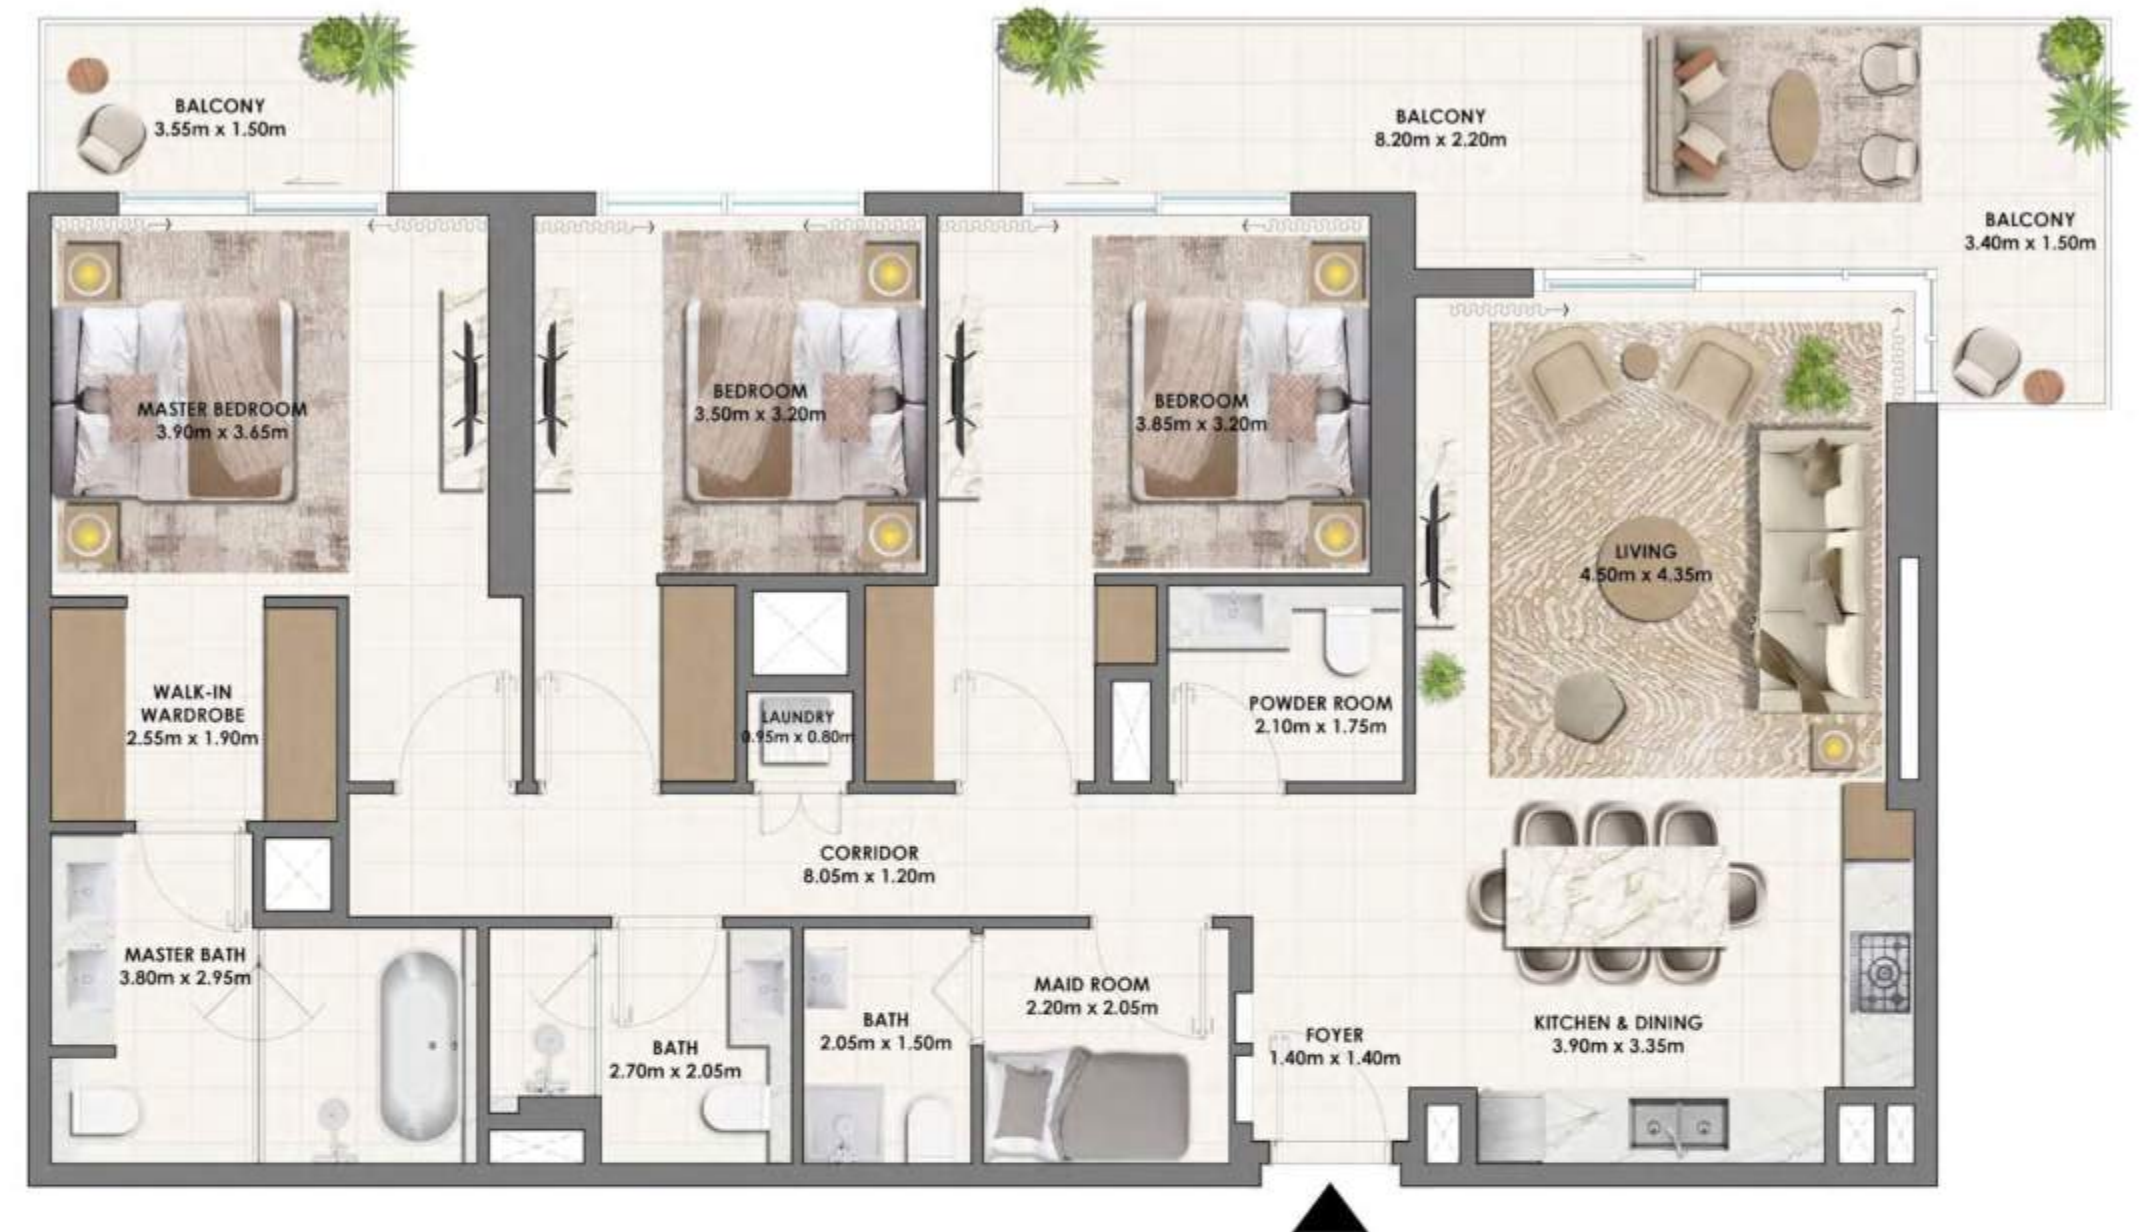 BALCONY
3.55m x 1.50m
BALCONY
8.20m x 2.20m
BALCONY
3.40m x 1.50m
MASTER BEDROOM
3.90m x 3.65m
BEDROOM
3.50m x 3.20m
BEDROOM
3.85m x 3.20m
LIVING
4.50m x 4.35m
WALK-IN
WARDROBE
2.55m x 1.90m
LAUNDRY
0.95m x 0.80m
POWDER ROOM
2.10m x 1.75m
CORRIDOR
8.05m x 1.20m
MASTER BATH
3.80m x 2.95m
BATH
2.70m x 2.05m
BATH
2.05m x 1.50m
MAID ROOM
2.20m x 2.05m
FOYER
1.40m x 1.40m
KITCHEN & DINING
3.90m x 3.35m